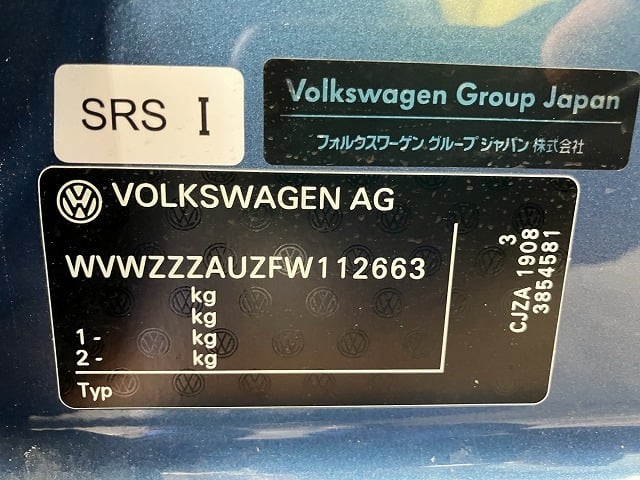 SRS I
Volkswagen Group Japan
フォルクスワーゲン グループ ジャパン 株式会社
VOLKSWAGEN AG
WVWZZZAUZFW112663
kg
kg
1 - kg
2 - kg
Typ
3
CJZA 1908
3854581